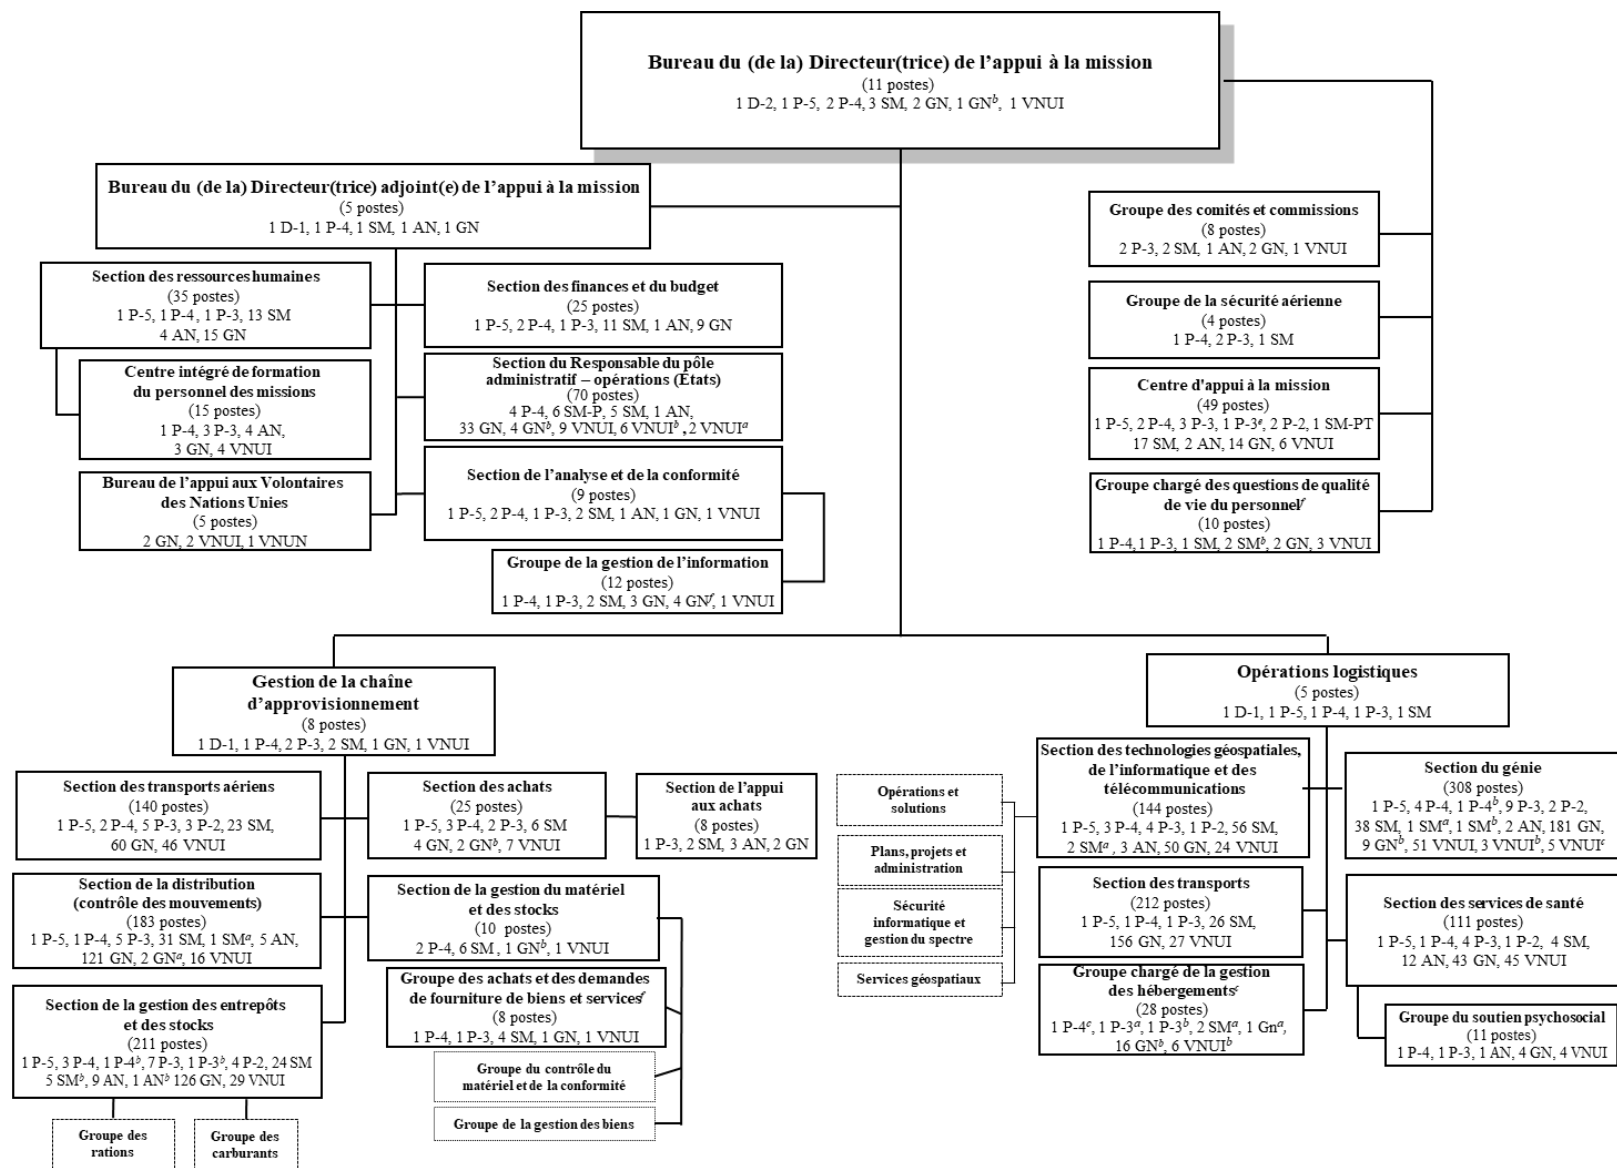 Bureau du (de la) Directeur(trice) de l'appui à la mission
(11 postes)
1 D-2, 1 P-5, 2 P-4, 3 SM, 2 GN, 1 GNᵇ, 1 VNUI
Bureau du (de la) Directeur(trice) adjoint(e) de l'appui à la mission
(5 postes)
1 D-1, 1 P-4, 1 SM, 1 AN, 1 GN
Section des ressources humaines
(35 postes)
1 P-5, 1 P-4, 1 P-3, 13 SM
4 AN, 15 GN
Centre intégré de formation
du personnel des missions
(15 postes)
1 P-4, 3 P-3, 4 AN,
3 GN, 4 VNUI
Bureau de l'appui aux Volontaires
des Nations Unies
(5 postes)
2 GN, 2 VNUI, 1 VNUN
Section des finances et du budget
(25 postes)
1 P-5, 2 P-4, 1 P-3, 11 SM, 1 AN, 9 GN
Section du Responsable du pôle
administratif – opérations (États)
(70 postes)
4 P-4, 6 SM-P, 5 SM, 1 AN,
33 GN, 4 GNᵇ, 9 VNUI, 6 VNUIᵇ , 2 VNUIᵃ
Section de l'analyse et de la conformité
(9 postes)
1 P-5, 2 P-4, 1 P-3, 2 SM, 1 AN, 1 GN, 1 VNUI
Groupe de la gestion de l'information
(12 postes)
1 P-4, 1 P-3, 2 SM, 3 GN, 4 GNᶠ, 1 VNUI
Groupe des comités et commissions
(8 postes)
2 P-3, 2 SM, 1 AN, 2 GN, 1 VNUI
Groupe de la sécurité aérienne
(4 postes)
1 P-4, 2 P-3, 1 SM
Centre d'appui à la mission
(49 postes)
1 P-5, 2 P-4, 3 P-3, 1 P-3ᵉ, 2 P-2, 1 SM-PT
17 SM, 2 AN, 14 GN, 6 VNUI
Groupe chargé des questions de qualité
de vie du personnelᶠ
(10 postes)
1 P-4, 1 P-3, 1 SM, 2 SMᵇ, 2 GN, 3 VNUI
Gestion de la chaîne
d'approvisionnement
(8 postes)
1 D-1, 1 P-4, 2 P-3, 2 SM, 1 GN, 1 VNUI
Section des transports aériens
(140 postes)
1 P-5, 2 P-4, 5 P-3, 3 P-2, 23 SM,
60 GN, 46 VNUI
Section de la distribution
(contrôle des mouvements)
(183 postes)
1 P-5, 1 P-4, 5 P-3, 31 SM, 1 SMᵃ, 5 AN,
121 GN, 2 GNᵃ, 16 VNUI
Section de la gestion des entrepôts
et des stocks
(211 postes)
1 P-5, 3 P-4, 1 P-4ᵇ, 7 P-3, 1 P-3ᵇ, 4 P-2, 24 SM
5 SMᵇ, 9 AN, 1 ANᵇ 126 GN, 29 VNUI
Groupe des
rations
Groupe des
carburants
Section des achats
(25 postes)
1 P-5, 3 P-4, 2 P-3, 6 SM
4 GN, 2 GNᵇ, 7 VNUI
Section de l'appui
aux achats
(8 postes)
1 P-3, 2 SM, 3 AN, 2 GN
Section de la gestion du matériel
et des stocks
(10 postes)
2 P-4, 6 SM , 1 GNᵇ, 1 VNUI
Groupe des achats et des demandes
de fourniture de biens et servicesᶠ
(8 postes)
1 P-4, 1 P-3, 4 SM, 1 GN, 1 VNUI
Groupe du contrôle du
matériel et de la conformité
Groupe de la gestion des biens
Opérations logistiques
(5 postes)
1 D-1, 1 P-5, 1 P-4, 1 P-3, 1 SM
Opérations et
solutions
Plans, projets et
administration
Sécurité
informatique et
gestion du spectre
Services géospatiaux
Section des technologies géospatiales,
de l'informatique et des
télécommunications
(144 postes)
1 P-5, 3 P-4, 4 P-3, 1 P-2, 56 SM,
2 SMᵃ, 3 AN, 50 GN, 24 VNUI
Section des transports
(212 postes)
1 P-5, 1 P-4, 1 P-3, 26 SM,
156 GN, 27 VNUI
Groupe chargé de la gestion
des hébergementsᶜ
(28 postes)
1 P-4ᶜ, 1 P-3ᵃ, 1 P-3ᵇ, 2 SMᵃ, 1 Gnᵃ,
16 GNᵇ, 6 VNUIᵇ
Section du génie
(308 postes)
1 P-5, 4 P-4, 1 P-4ᵇ, 9 P-3, 2 P-2,
38 SM, 1 SMᵃ, 1 SMᵇ, 2 AN, 181 GN,
9 GNᵇ, 51 VNUI, 3 VNUIᵇ, 5 VNUIᶜ
Section des services de santé
(111 postes)
1 P-5, 1 P-4, 4 P-3, 1 P-2, 4 SM,
12 AN, 43 GN, 45 VNUI
Groupe du soutien psychosocial
(11 postes)
1 P-4, 1 P-3, 1 AN, 4 GN, 4 VNUI